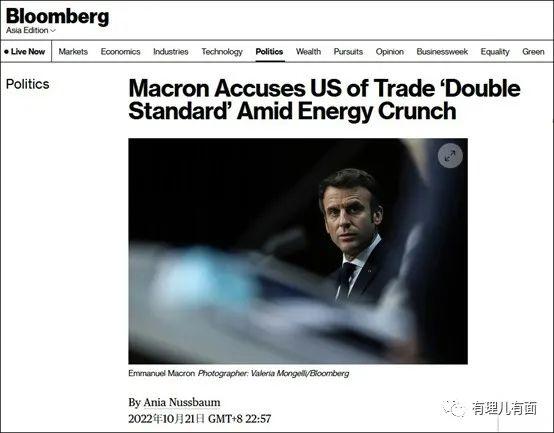 Bloomberg
Asia Edition
Live Now Markets Economics Industries Technology Politics Wealth Pursuits Opinion Businessweek Equality Green
Politics
Macron Accuses US of Trade ‘Double
Standard’ Amid Energy Crunch
Emmanuel Macron Photographer: Valeria Mongelli/Bloomberg
By Ania Nussbaum
2022年10月21日 GMT+8 22:57
有理儿有面